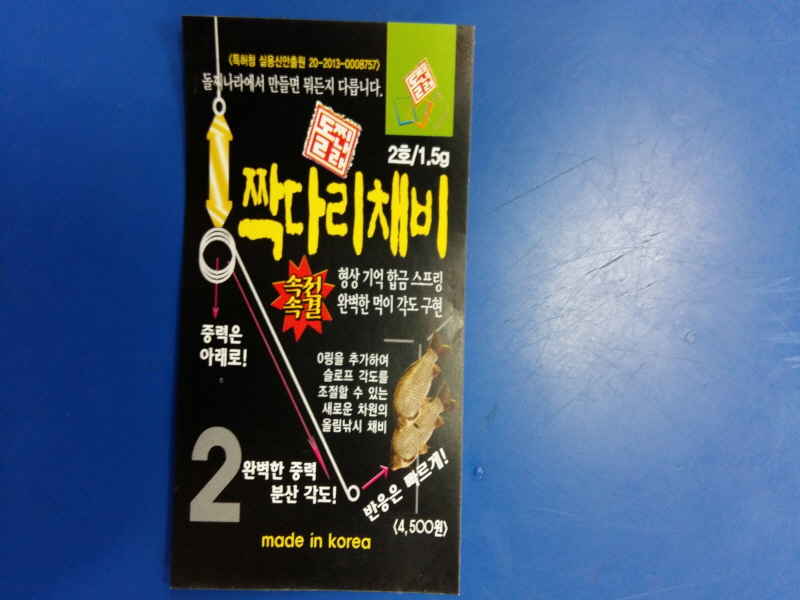 (특허청 실용신안출원 20-2013-0008757)
돌찌나라에서 만들면 뭐든지 다릅니다.
2호/1.5g
짝다리채비
속전
속결
형상 기억 합금 스프링
완벽한 먹이 각도 구현
중력은
아래로!
O링을 추가하여
슬로프 각도를
조절할 수 있는
새로운 차원의
올림낚시 채비
2
완벽한 중력
분산 각도!
반응은 빠르게!
(4,500원)
made in korea